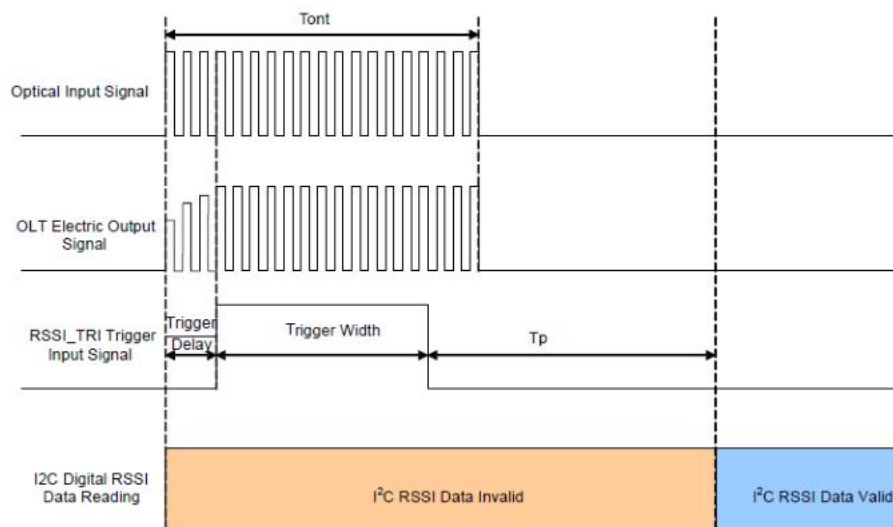 Tont
Optical Input Signal
OLT Electric Output
Signal
RSSI_TRI Trigger
Input Signal
Trigger
Delay
Trigger Width
Tp
I2C Digital RSSI
Data Reading
I²C RSSI Data Invalid
I²C RSSI Data Valid